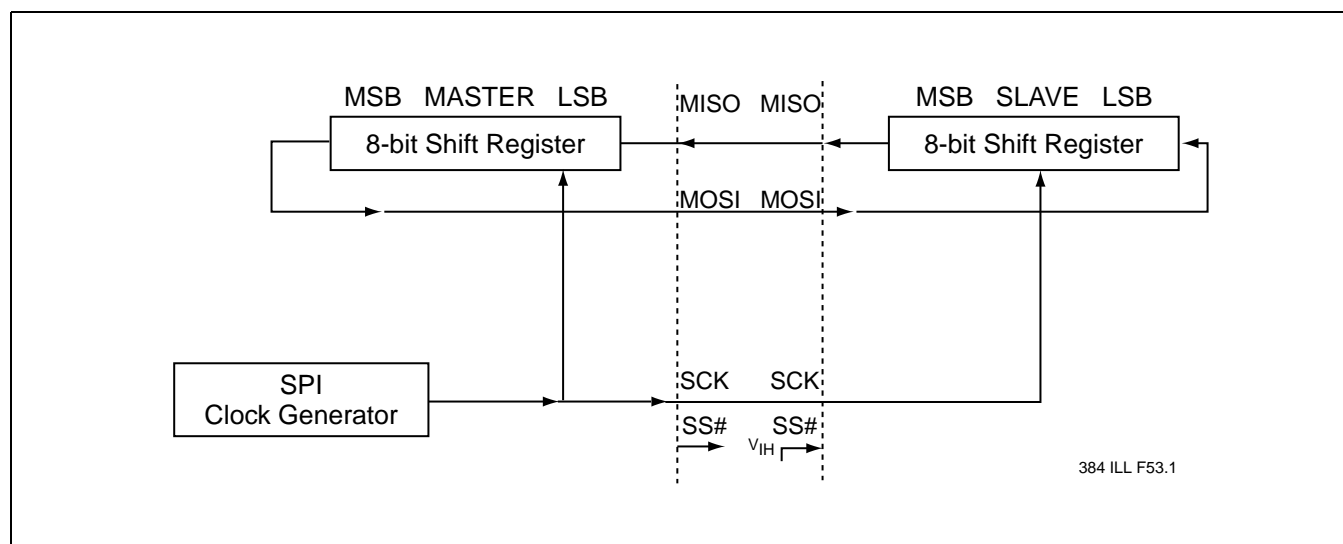 MSB MASTER LSB
MISO MISO
MSB SLAVE LSB
8-bit Shift Register
8-bit Shift Register
MOSI MOSI
SPI
Clock Generator
SCK SCK
SS# SS#
VIH
384 ILL F53.1